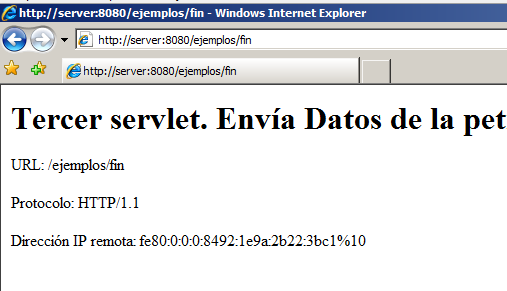 http://server:8080/ejemplos/fin - Windows Internet Explorer
http://server:8080/ejemplos/fin
http://server:8080/ejemplos/fin
Tercer servlet. Envía Datos de la pet
URL: /ejemplos/fin
Protocolo: HTTP/1.1
Dirección IP remota: fe80:0:0:0:8492:1e9a:2b22:3bc1%10